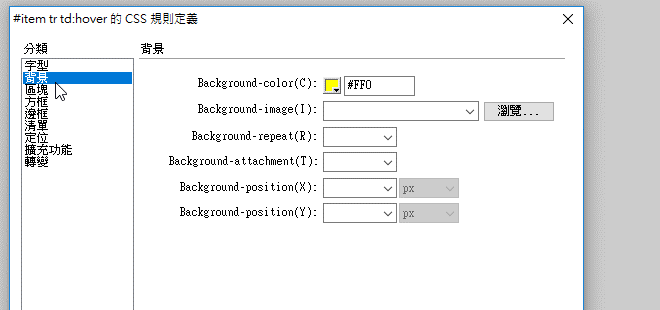 #item tr td:hover 的 CSS 規則定義
分類
字型
背景
區塊
方框
邊框
清單
定位
擴充功能
轉變
背景
Background-color(C):
#FF0
Background-image(I):
瀏覽...
Background-repeat(R):
Background-attachment(T):
Background-position(X):
px
Background-position(Y):
px